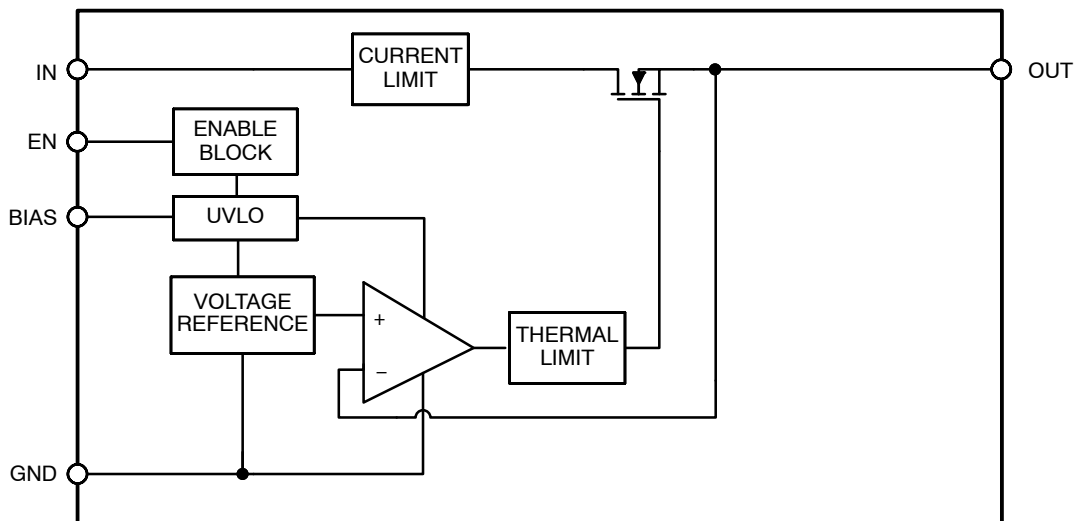 CURRENT
LIMIT
IN
OUT
ENABLE
BLOCK
EN
UVLO
BIAS
VOLTAGE
REFERENCE
+
−
THERMAL
LIMIT
GND